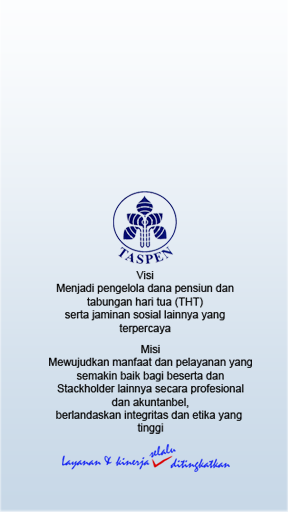 TASPEN
Visi
Menjadi pengelola dana pensiun dan
tabungan hari tua (THT)
serta jaminan sosial lainnya yang
terpercaya
Misi
Mewujudkan manfaat dan pelayanan yang
semakin baik bagi beserta dan
Stackholder lainnya secara profesional
dan akuntanbel,
berlandaskan integritas dan etika yang
tinggi
Layanan & kinerja selalu ditingkatkan